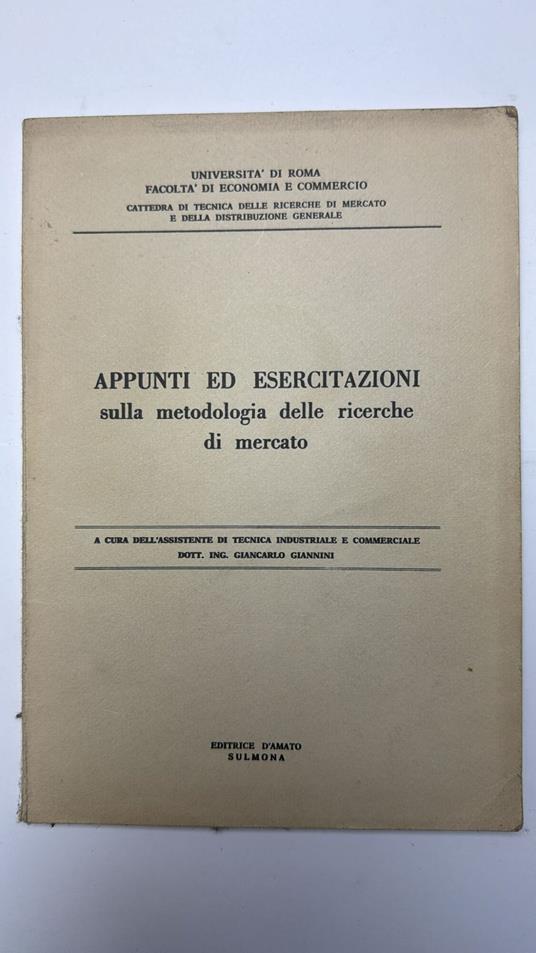 UNIVERSITA' DI ROMA
FACOLTA' DI ECONOMIA E COMMERCIO
CATTEDRA DI TECNICA DELLE RICERCHE DI MERCATO
E DELLA DISTRIBUZIONE GENERALE
APPUNTI ED ESERCITAZIONI
sulla metodologia delle ricerche
di mercato
A CURA DELL'ASSISTENTE DI TECNICA INDUSTRIALE E COMMERCIALE
DOTT. ING. GIANCARLO GIANNINI
EDITRICE D'AMATO
SULMONA